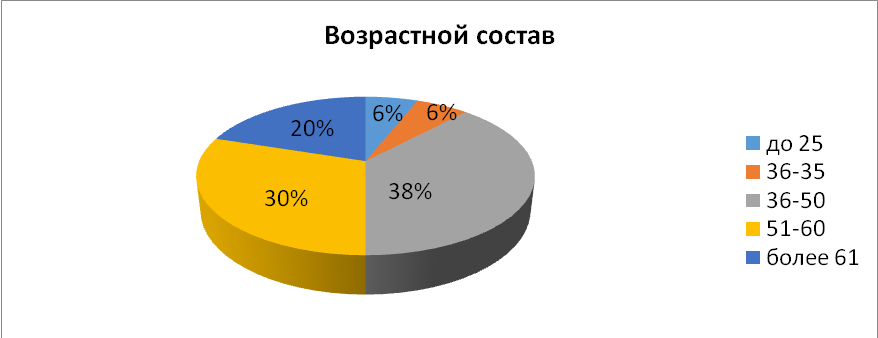 Возрастной состав
6%
6%
20%
38%
30%
до 25
36-35
36-50
51-60
более 61